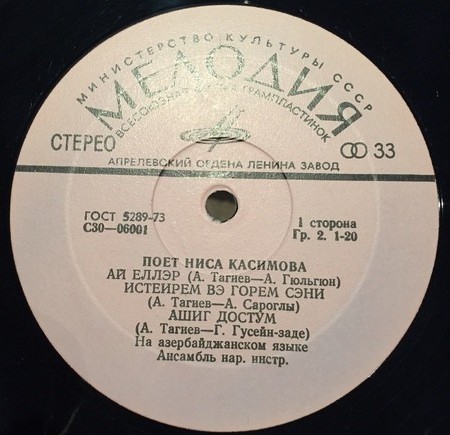 МИНИСТЕРСТВО КУЛЬТУРЫ СССР
МЕЛОДИЯ
ВСЕСОЮЗНАЯ ФИРМА ГРАМПЛАСТИНОК
СТЕРЕО
33
АПРЕЛЕВСКИЙ ОРДЕНА ЛЕНИНА ЗАВОД
ГОСТ 5289-73
С30—06001
1 сторона
Гр. 2. 1-20
ПОЕТ НИСА КАСИМОВА
АЙ ЕЛЛЭР (А. Тагиев—А. Гюльгюн)
ИСТЕИРЕМ ВЭ ГОРЕМ СЭНИ
(А. Тагиев—А. Сароглы)
АШИГ ДОСТУМ
(А. Тагиев—Г. Гусейн-заде)
На азербайджанском языке
Ансамбль нар. инстр.